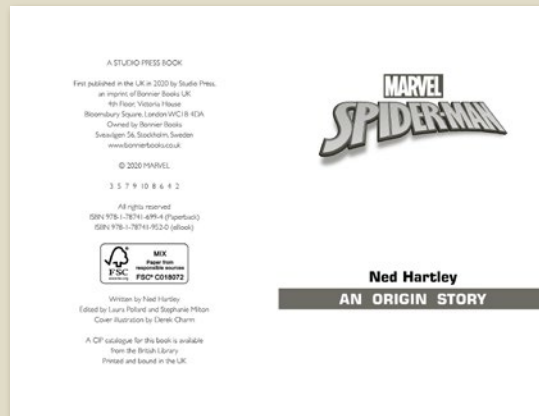 A STUDIO PRESS BOOK
First published in the UK in 2020 by Studio Press,
an imprint of Bonnier Books UK
4th Floor, Victoria House
Bloomsbury Square, London WC1B 4DA
Owned by Bonnier Books
Sveavägen 56, Stockholm, Sweden
www.bonnierbooks.co.uk
© 2020 MARVEL
3 5 7 9 10 8 6 4 2
All rights reserved
ISBN 978-1-78741-699-4 (Paperback)
ISBN 978-1-78741-952-0 (eBook)
FSC
www.fsc.org
MIX
Paper from
responsible sources
FSC® C018072
Written by Ned Hartley
Edited by Laura Pollard and Stephanie Milton
Cover illustration by Derek Charm
A CIP catalogue for this book is available
from the British Library
Printed and bound in the UK
MARVEL
SPIDER-MAN
Ned Hartley
AN ORIGIN STORY